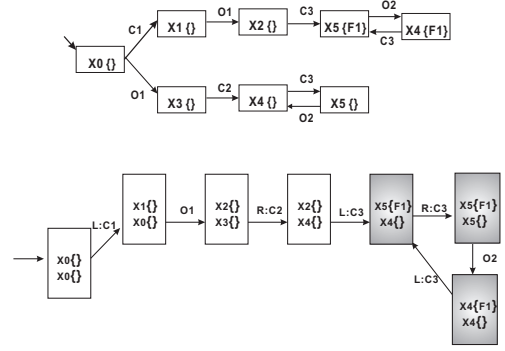 O2
C1
O1
C3
X1 {}
X2 {}
X5 {F1}
X4 {F1}
C3
X0 {}
O1
C2
C3
X3 {}
X4 {}
X5 {}
O2
X1{}
X0{}
O1
X2{}
X3{}
R:C2
X2{}
X4{}
L:C3
X5{F1}
X4{}
R:C3
X5{F1}
X5{}
L:C1
X0{}
X0{}
O2
L:C3
X4{F1}
X4{}